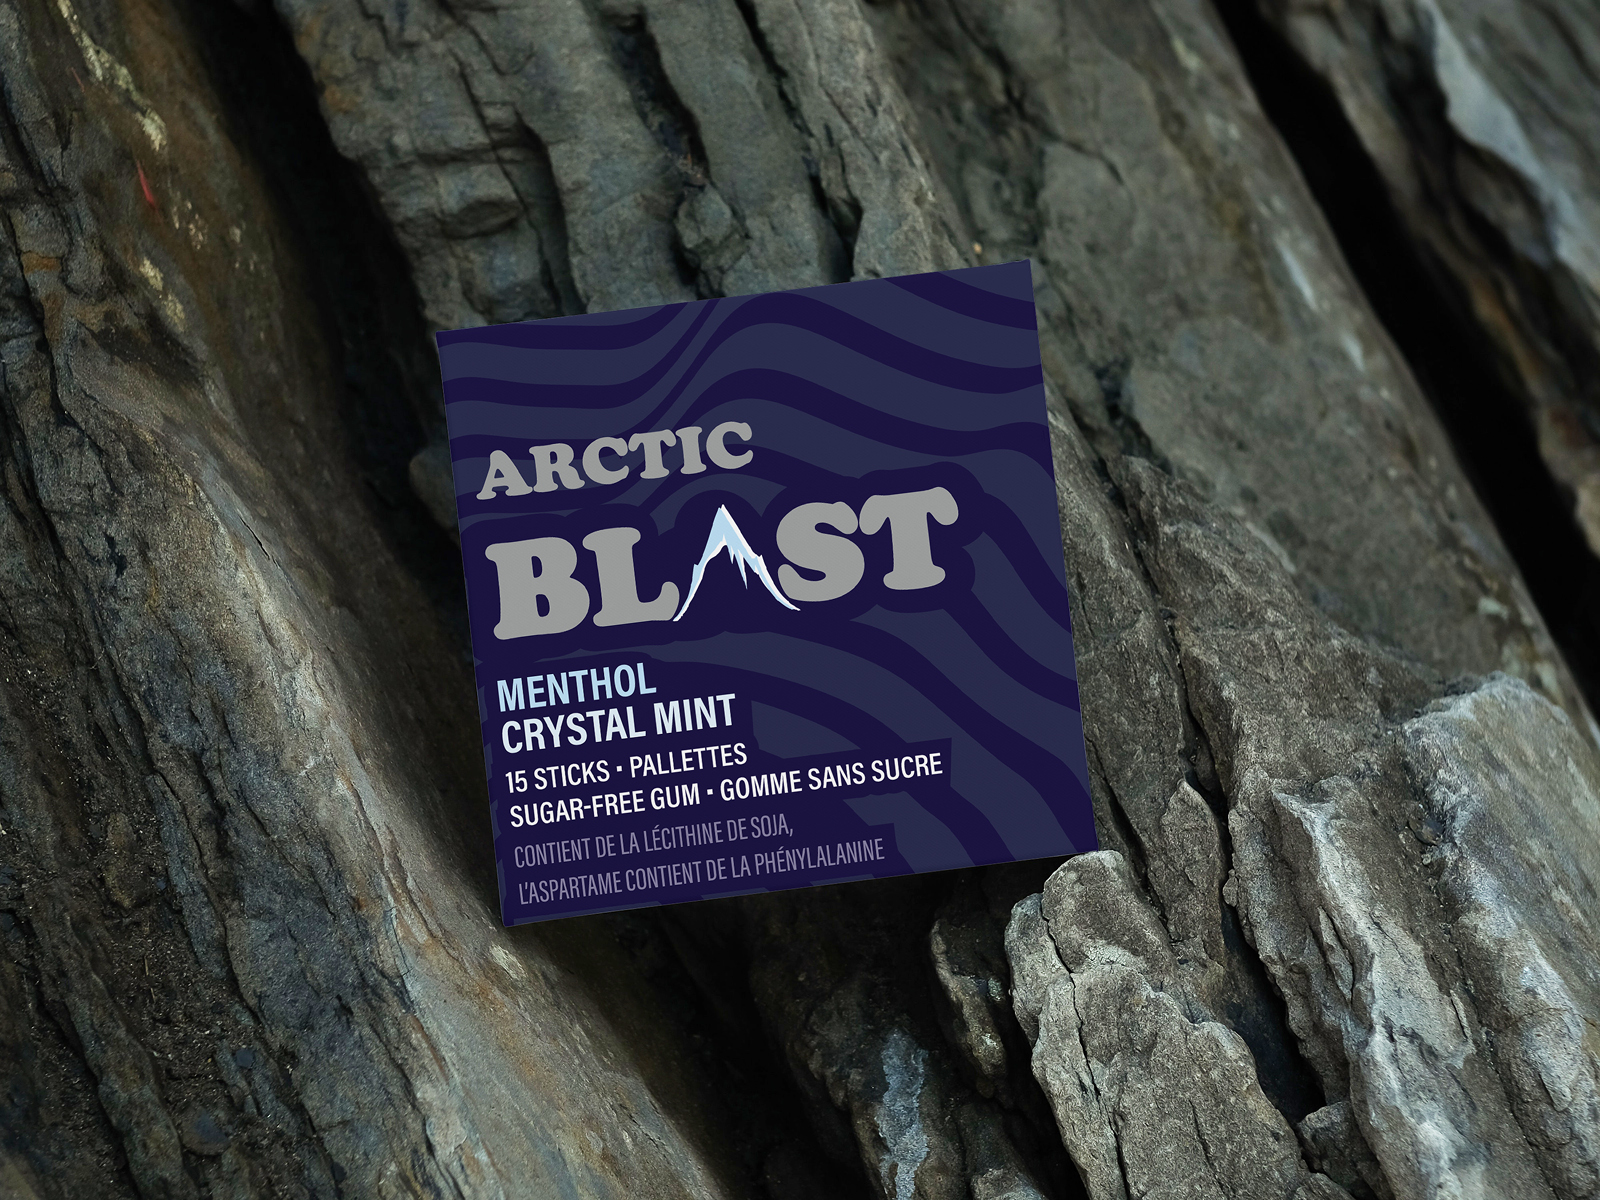 ARCTIC
BLAST
MENTHOL
CRYSTAL MINT
15 STICKS • PALLETTES
SUGAR-FREE GUM • GOMME SANS SUCRE
CONTIENT DE LA LÉCITHINE DE SOJA,
L'ASPARTAME CONTIENT DE LA PHÉNYLALANINE